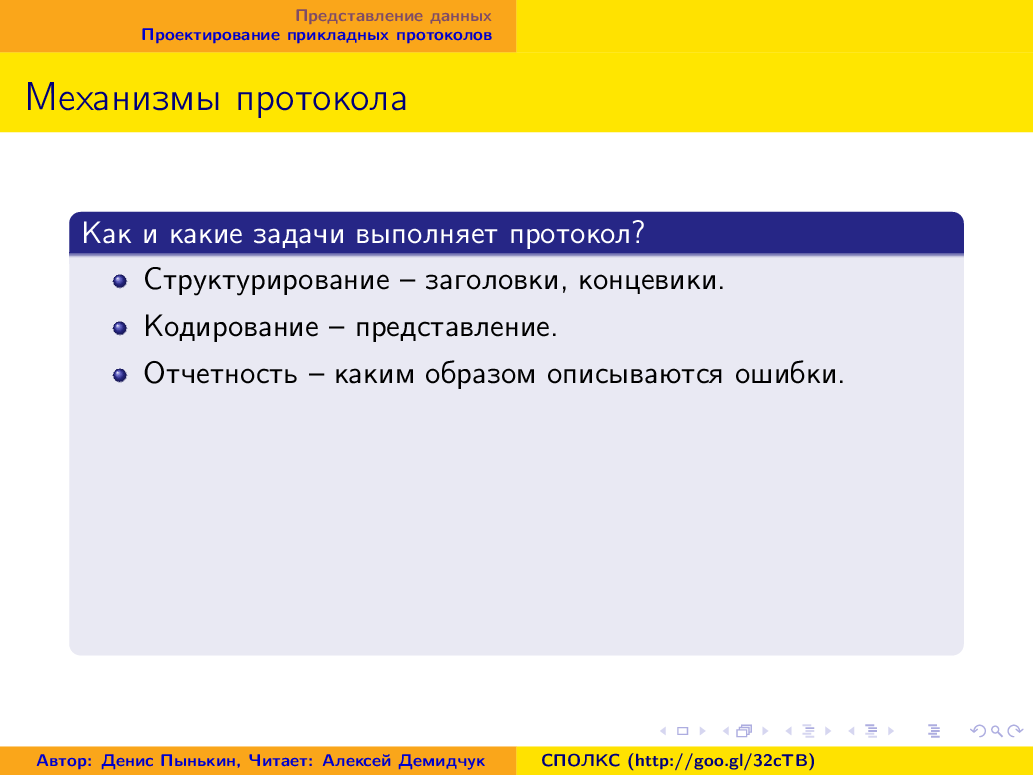 Представление данных
Проектирование прикладных протоколов
Механизмы протокола
Как и какие задачи выполняет протокол?
Структурирование – заголовки, концевики.
Кодирование – представление.
Отчетность – каким образом описываются ошибки.
Автор: Денис Пынькин, Читает: Алексей Демидчук
СПОЛКС (http://goo.gl/32cTB)